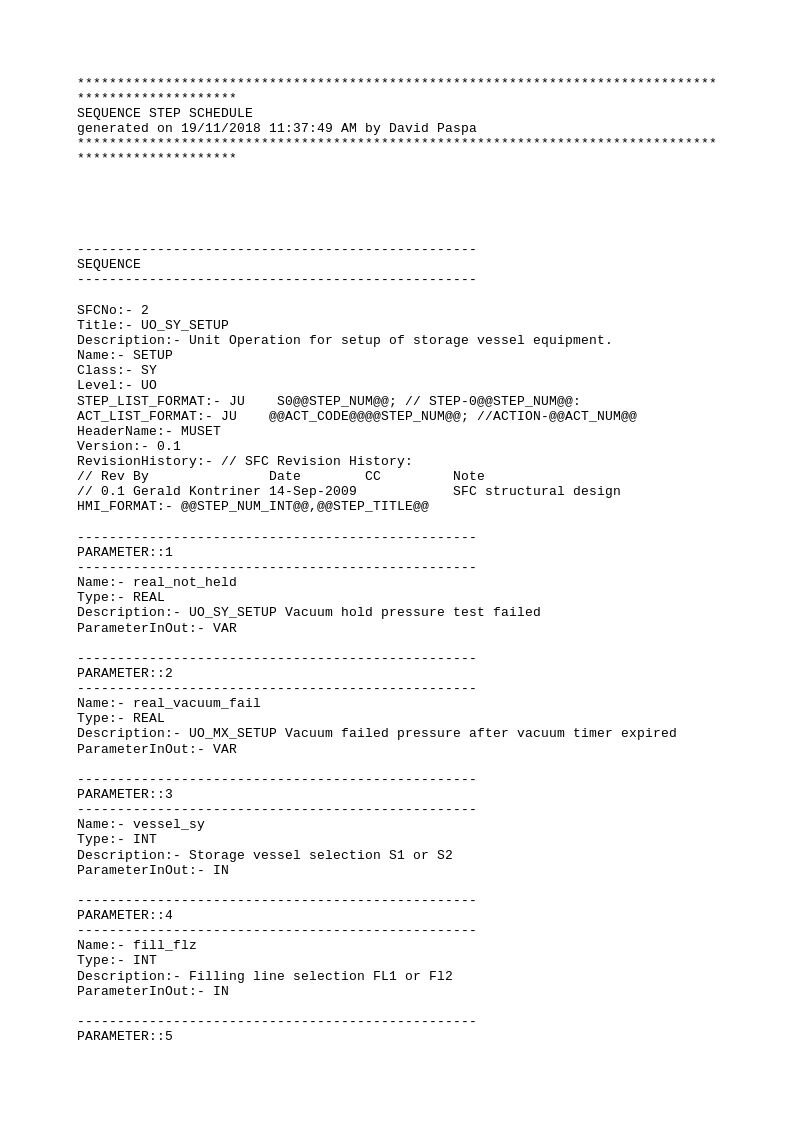 ********************************************************************************
********************
SEQUENCE STEP SCHEDULE
generated on 19/11/2018 11:37:49 AM by David Paspa
********************************************************************************
********************
--------------------------------------------------
SEQUENCE
--------------------------------------------------
SFCNo:- 2
Title:- UO_SY_SETUP
Description:- Unit Operation for setup of storage vessel equipment.
Name:- SETUP
Class:- SY
Level:- UO
STEP_LIST_FORMAT:- JU    S0@@STEP_NUM@@; // STEP-0@@STEP_NUM@@:
ACT_LIST_FORMAT:- JU    @@ACT_CODE@@@@STEP_NUM@@; //ACTION-@@ACT_NUM@@
HeaderName:- MUSET
Version:- 0.1
RevisionHistory:- // SFC Revision History:
// Rev By               Date        CC         Note
// 0.1 Gerald Kontriner 14-Sep-2009            SFC structural design
HMI_FORMAT:- @@STEP_NUM_INT@@,@@STEP_TITLE@@
--------------------------------------------------
PARAMETER::1
--------------------------------------------------
Name:- real_not_held
Type:- REAL
Description:- UO_SY_SETUP Vacuum hold pressure test failed
ParameterInOut:- VAR
--------------------------------------------------
PARAMETER::2
--------------------------------------------------
Name:- real_vacuum_fail
Type:- REAL
Description:- UO_MX_SETUP Vacuum failed pressure after vacuum timer expired
ParameterInOut:- VAR
--------------------------------------------------
PARAMETER::3
--------------------------------------------------
Name:- vessel_sy
Type:- INT
Description:- Storage vessel selection S1 or S2
ParameterInOut:- IN
--------------------------------------------------
PARAMETER::4
--------------------------------------------------
Name:- fill_flz
Type:- INT
Description:- Filling line selection FL1 or Fl2
ParameterInOut:- IN
--------------------------------------------------
PARAMETER::5